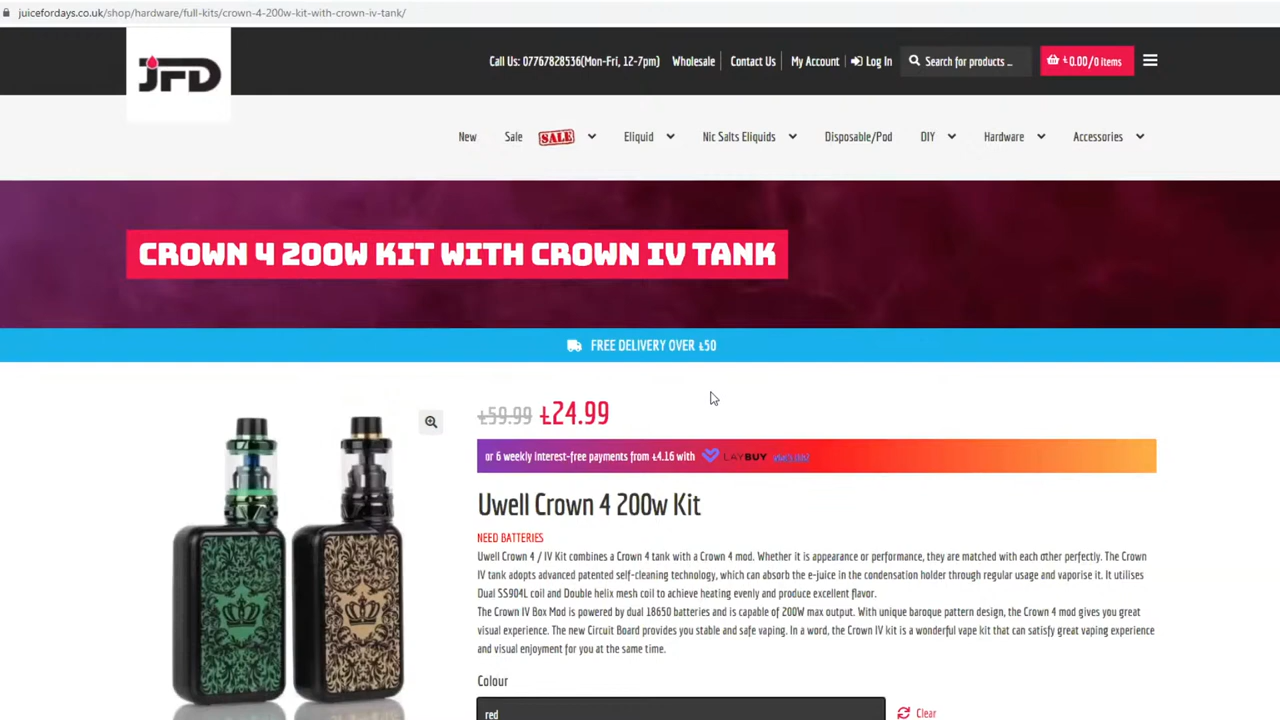 juicefordays.co.uk/shop/hardware/full-kits/crown-4-200w-kit-with-crown-iv-tank/
JFD
Call Us: 07767828536(Mon-Fri, 12-7pm) Wholesale Contact Us My Account Log In Search for products … £0.00/0 items
New Sale SALE Eliquid Nic Salts Eliquids Disposable/Pod DIY Hardware Accessories
CROWN 4 200W KIT WITH CROWN IV TANK
FREE DELIVERY OVER £50
£59.99 £24.99
or 6 weekly interest-free payments from £4.16 with LAYBUY what's this?
Uwell Crown 4 200w Kit
NEED BATTERIES
Uwell Crown 4 / IV Kit combines a Crown 4 tank with a Crown 4 mod. Whether it is appearance or performance, they are matched with each other perfectly. The Crown
IV tank adopts advanced patented self-cleaning technology, which can absorb the e-juice in the condensation holder through regular usage and vaporise it. It utilises
Dual SS904L coil and Double helix mesh coil to achieve heating evenly and produce excellent flavor.
The Crown IV Box Mod is powered by dual 18650 batteries and is capable of 200W max output. With unique baroque pattern design, the Crown 4 mod gives you great
visual experience. The new Circuit Board provides you stable and safe vaping. In a word, the Crown IV kit is a wonderful vape kit that can satisfy great vaping experience
and visual enjoyment for you at the same time.
Colour
red
Clear